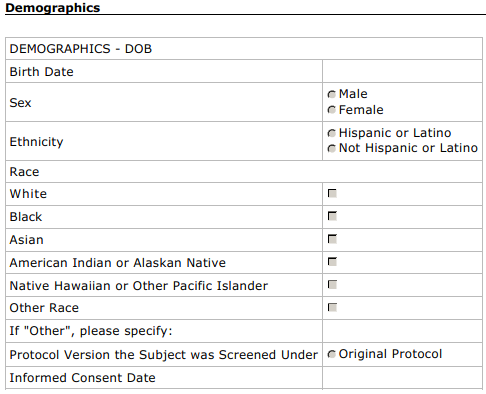 Demographics
DEMOGRAPHICS - DOB
Birth Date
Sex
Male
Female
Ethnicity
Hispanic or Latino
Not Hispanic or Latino
Race
White
Black
Asian
American Indian or Alaskan Native
Native Hawaiian or Other Pacific Islander
Other Race
If "Other", please specify:
Protocol Version the Subject was Screened Under
Original Protocol
Informed Consent Date